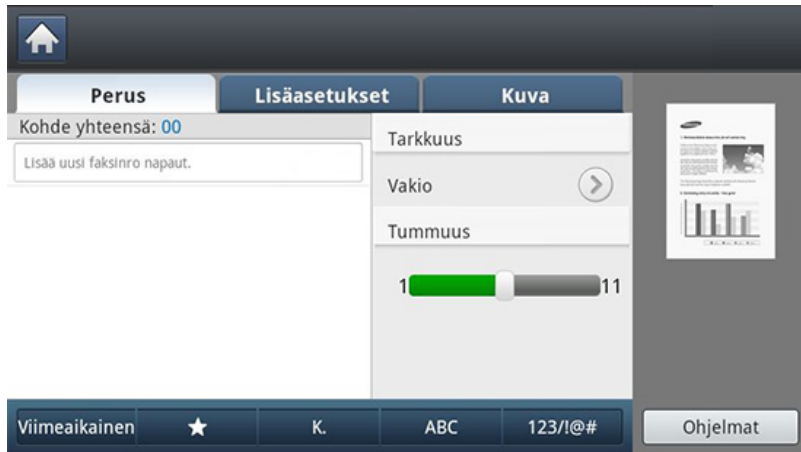 Perus
Lisäasetukset
Kuva
Kohde yhteensä: 00
Lisää uusi faksinro napaut.
Tarkkuus
Vakio
Tummuus
1
11
Viimeaikainen
K.
ABC
123/!@#
Ohjelmat